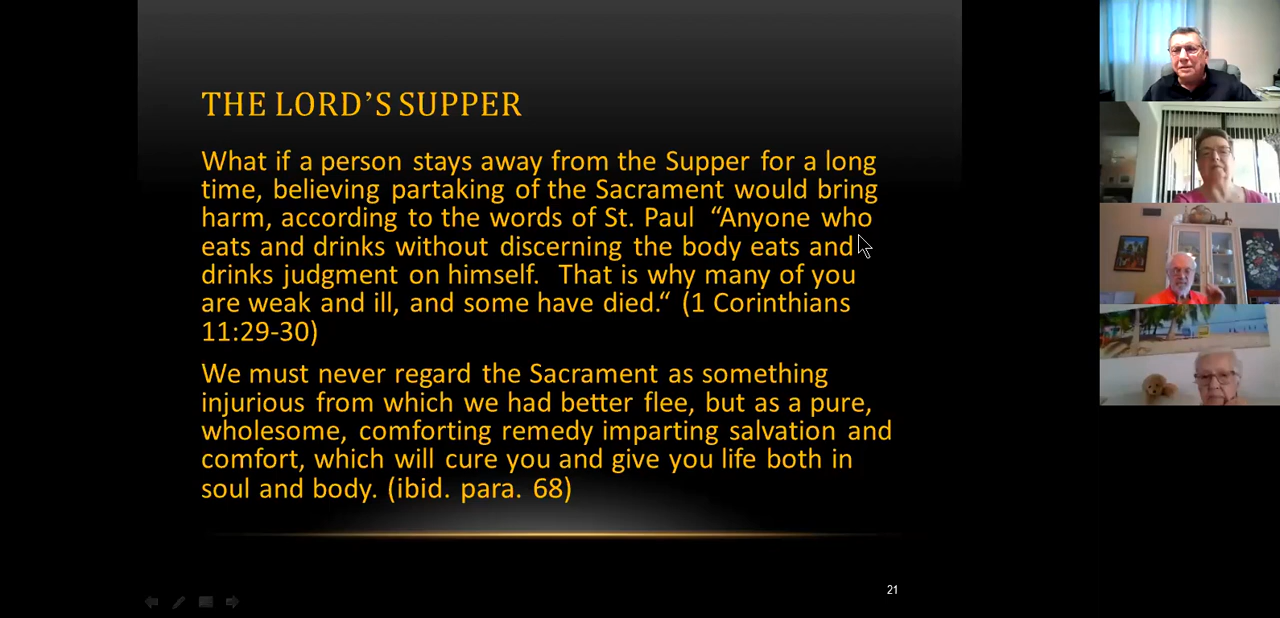 THE LORD’S SUPPER
What if a person stays away from the Supper for a long
time, believing partaking of the Sacrament would bring
harm, according to the words of St. Paul “Anyone who
eats and drinks without discerning the body eats and
drinks judgment on himself. That is why many of you
are weak and ill, and some have died.“ (1 Corinthians
11:29-30)
We must never regard the Sacrament as something
injurious from which we had better flee, but as a pure,
wholesome, comforting remedy imparting salvation and
comfort, which will cure you and give you life both in
soul and body. (ibid. para. 68)
21